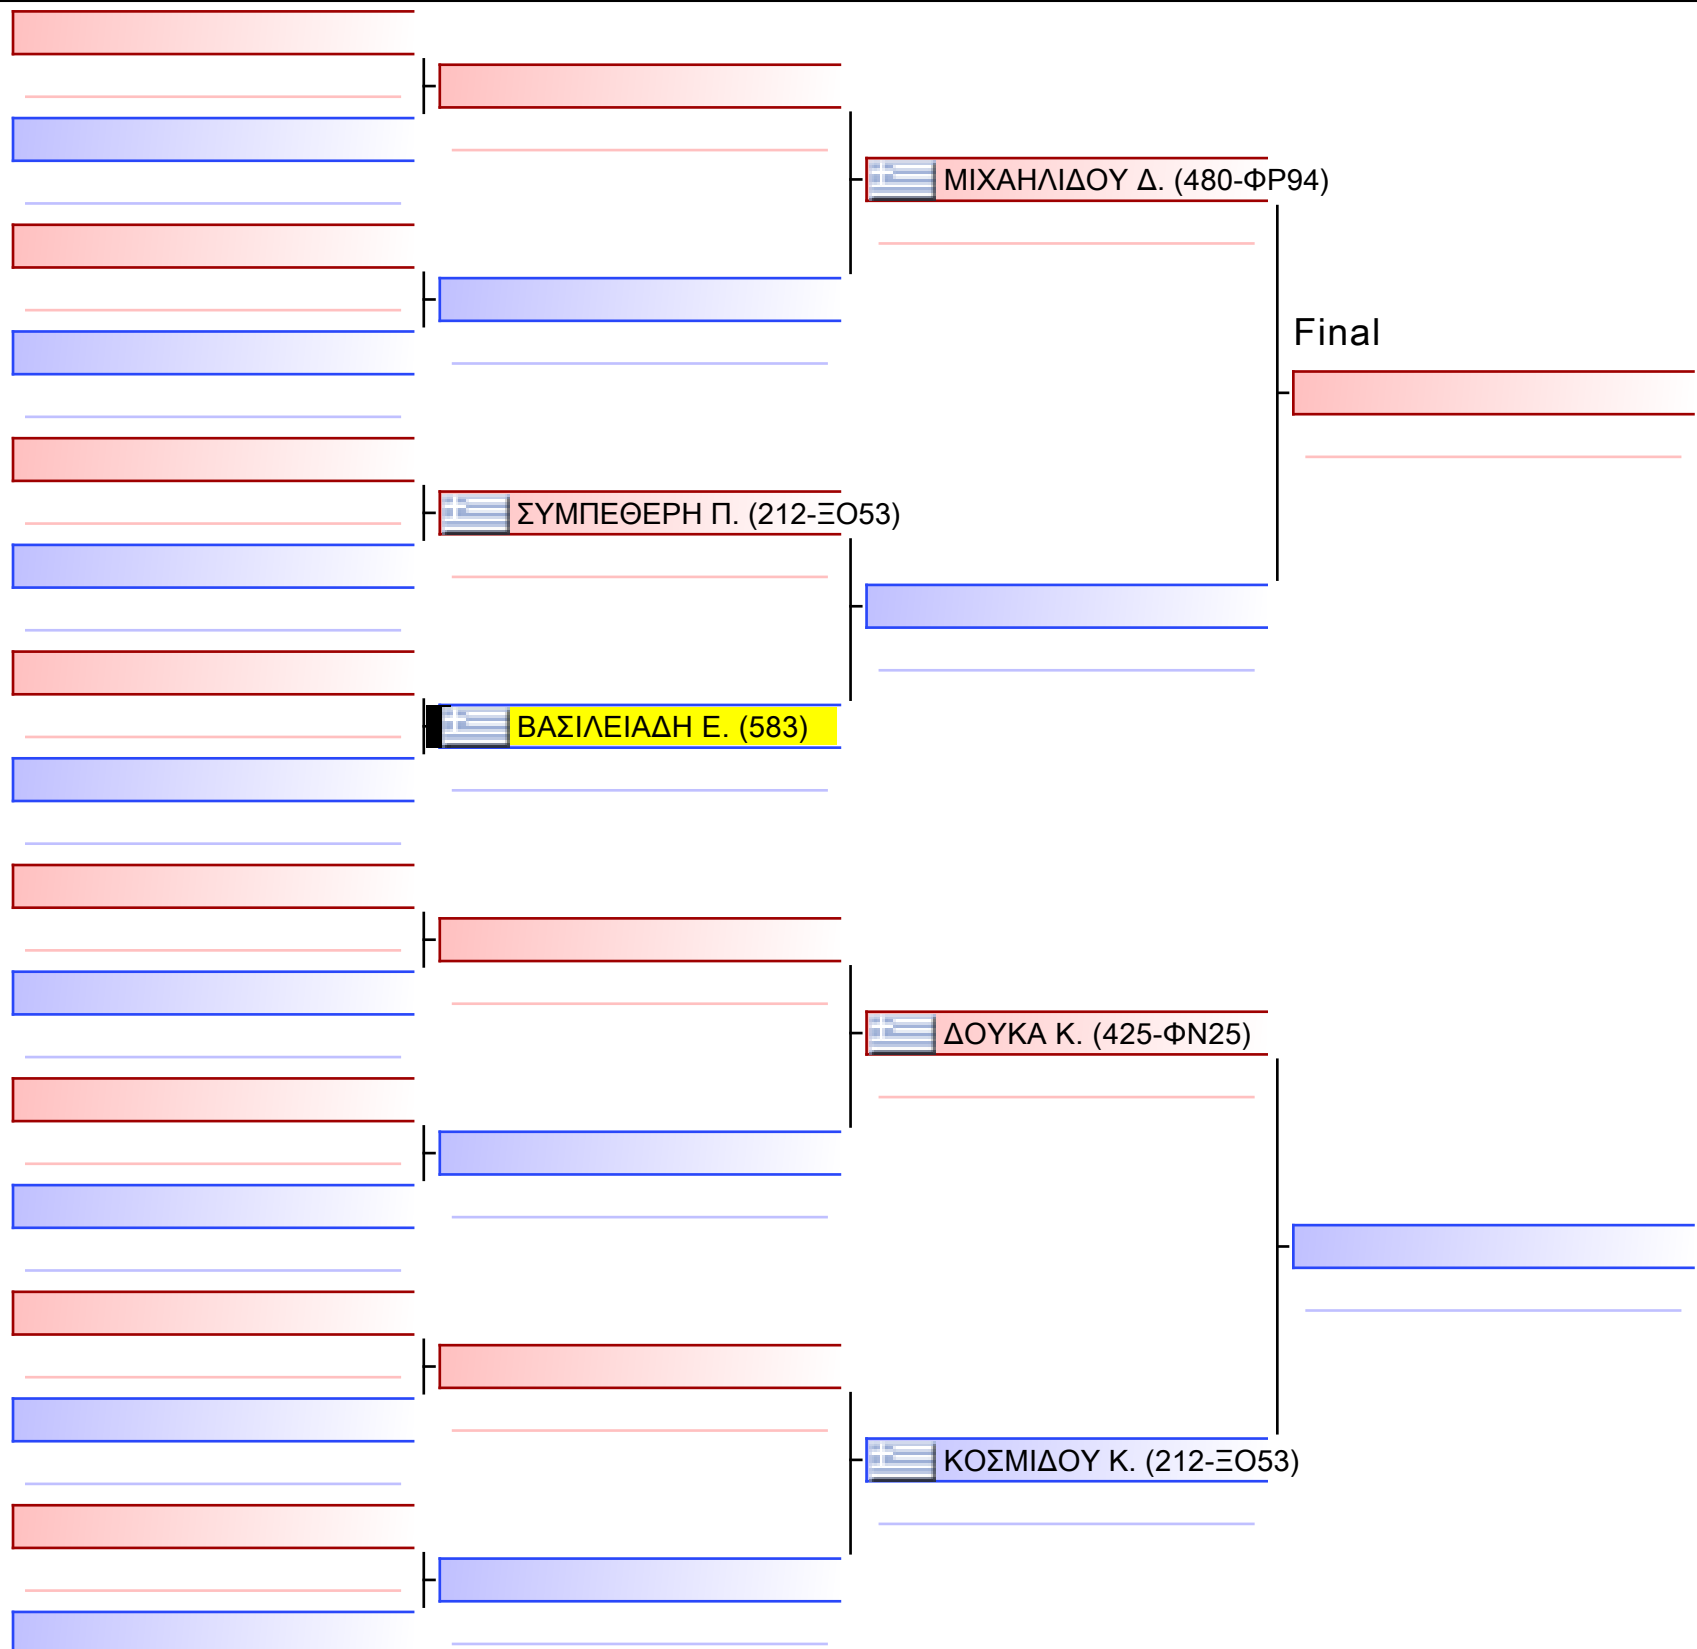 ΜΙΧΑΗΛΙΔΟΥ Δ. (480-ΦΡ94)
Final
ΣΥΜΠΕΘΕΡΗ Π. (212-ΞΟ53)
ΒΑΣΙΛΕΙΑΔΗ Ε. (583)
ΔΟΥΚΑ Κ. (425-ΦΝ25)
ΚΟΣΜΙΔΟΥ Κ. (212-ΞΟ53)